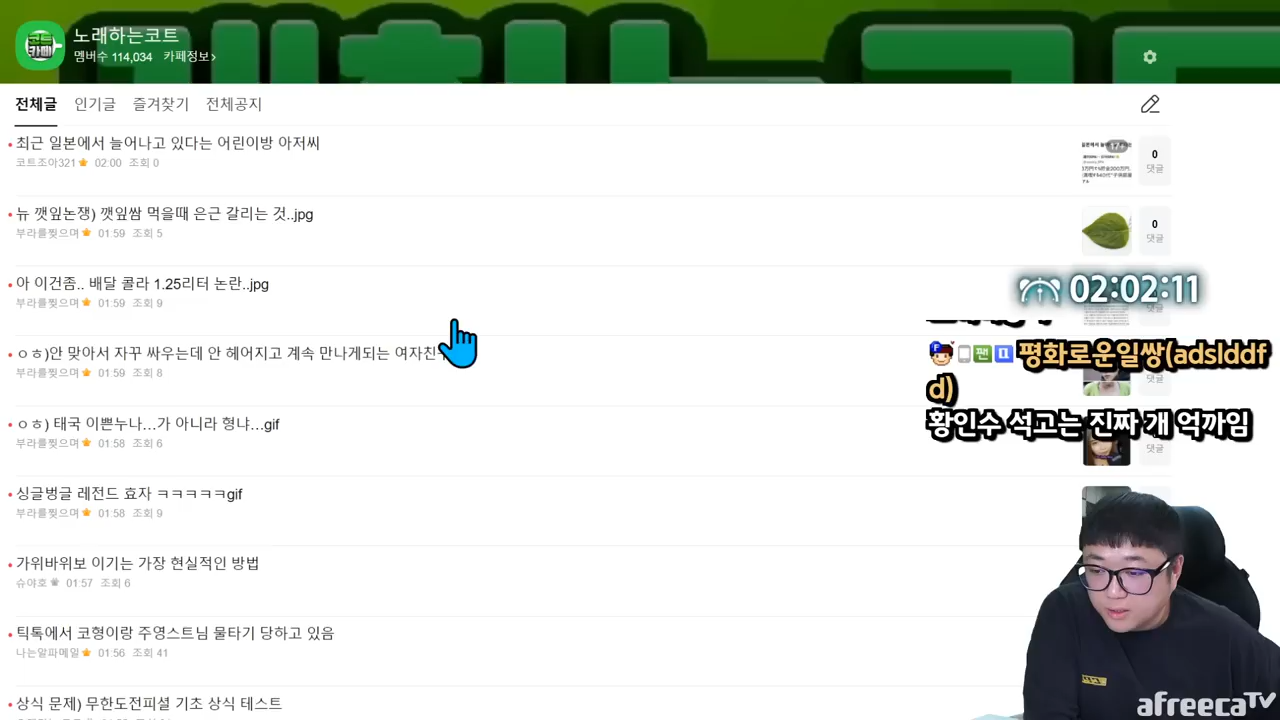 코트
카페
노래하는코트
멤버수 114,034 카페정보
전체글 인기글 즐겨찾기 전체공지
최근 일본에서 늘어나고 있다는 어린이방 아저씨
코트조아321 02:00 조회 0
17+
0
댓글
뉴 깻잎논쟁) 깻잎쌈 먹을때 은근 갈리는 것..jpg
부라를찢으며 01:59 조회 5
0
댓글
아 이건좀.. 배달 콜라 1.25리터 논란..jpg
부라를찢으며 01:59 조회 9
02:02:11
댓글
ㅇㅎ)안 맞아서 자꾸 싸우는데 안 헤어지고 계속 만나게되는 여자친
부라를찢으며 01:59 조회 8
댓글
F 팬 평화로운일쌍(adslddf
d)
황인수 석고는 진짜 개 억까임
ㅇㅎ) 태국 이쁜누나...가 아니라 형냐...gif
부라를찢으며 01:58 조회 6
댓글
싱글벙글 레전드 효자 ㅋㅋㅋㅋㅋgif
부라를찢으며 01:58 조회 9
가위바위보 이기는 가장 현실적인 방법
슈야호 01:57 조회 6
틱톡에서 코형이랑 주영스트님 물타기 당하고 있음
나는알파메일 01:56 조회 41
상식 문제) 무한도전피셜 기초 상식 테스트
afreecaTV